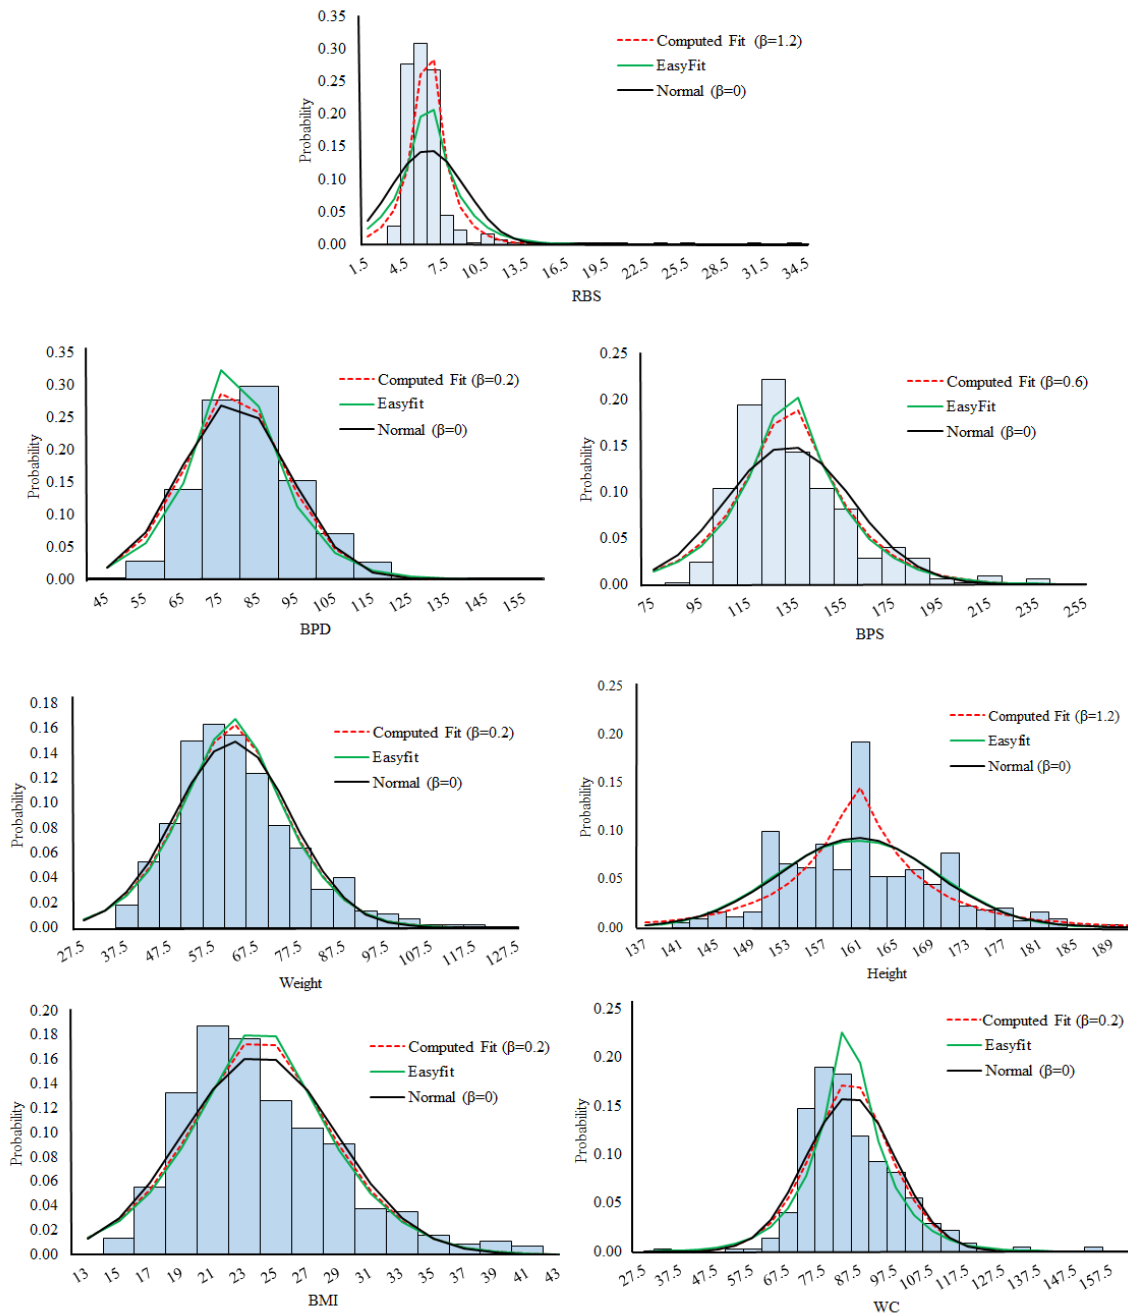 0.35
0.30
0.25
0.20
0.15
0.10
0.05
0.00
Probability
Computed Fit (β=1.2)
EasyFit
Normal (β=0)
1.5 4.5 7.5 10.5 13.5 16.5 19.5 22.5 25.5 28.5 31.5 34.5
RBS
0.35
0.30
0.25
0.20
0.15
0.10
0.05
0.00
Probability
Computed Fit (β=0.2)
Easyfit
Normal (β=0)
45 55 65 75 85 95 105 115 125 135 145 155
BPD
0.25
0.20
0.15
0.10
0.05
0.00
Probability
Computed Fit (β=0.6)
EasyFit
Normal (β=0)
75 95 115 135 155 175 195 215 235 255
BPS
0.18
0.16
0.14
0.12
0.10
0.08
0.06
0.04
0.02
0.00
Probability
Computed Fit (β=0.2)
Easyfit
Normal (β=0)
27.5 37.5 47.5 57.5 67.5 77.5 87.5 97.5 107.5 117.5 127.5
Weight
0.25
0.20
0.15
0.10
0.05
0.00
Probability
Computed Fit (β=1.2)
Easyfit
Normal (β=0)
137 141 145 149 153 157 161 165 169 173 177 181 185 189
Height
0.20
0.18
0.16
0.14
0.12
0.10
0.08
0.06
0.04
0.02
0.00
Probability
Computed Fit (β=0.2)
Easyfit
Normal (β=0)
13 15 17 19 21 23 25 27 29 31 33 35 37 39 41 43
BMI
0.25
0.20
0.15
0.10
0.05
0.00
Probability
Computed Fit (β=0.2)
Easyfit
Normal (β=0)
27.5 37.5 47.5 57.5 67.5 77.5 87.5 97.5 107.5 117.5 127.5 137.5 147.5 157.5
WC